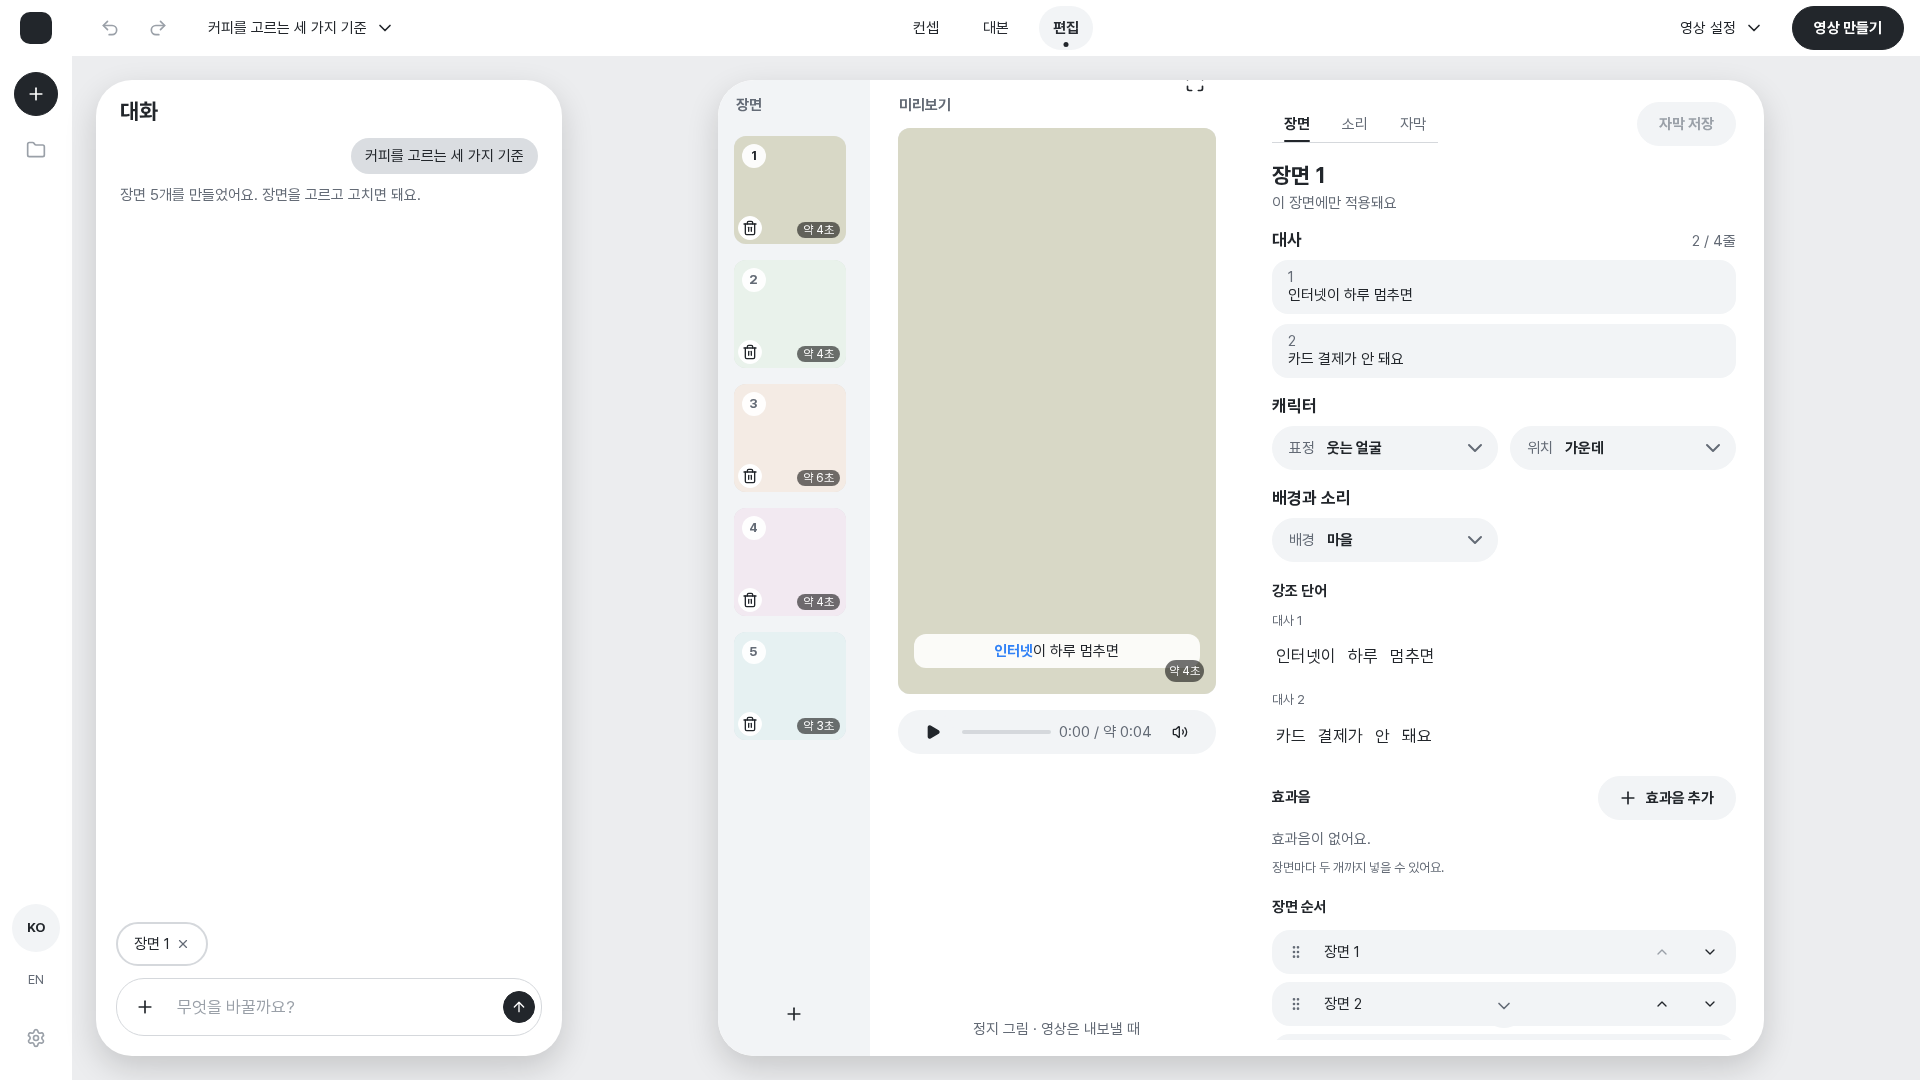 커피를 고르는 세 가지 기준
컨셉
대본
편집
영상 설정
영상 만들기
대화
커피를 고르는 세 가지 기준
장면 5개를 만들었어요. 장면을 고르고 고치면 돼요.
장면 1
무엇을 바꿀까요?
KO
EN
장면
1
약 4초
2
약 4초
3
약 6초
4
약 4초
5
약 3초
미리보기
인터넷이 하루 멈추면
약 4초
0:00 / 약 0:04
정지 그림 · 영상은 내보낼 때
장면
소리
자막
자막 저장
장면 1
이 장면에만 적용돼요
대사
2 / 4줄
1
인터넷이 하루 멈추면
2
카드 결제가 안 돼요
캐릭터
표정 웃는 얼굴
위치 가운데
배경과 소리
배경 마을
강조 단어
대사 1
인터넷이 하루 멈추면
대사 2
카드 결제가 안 돼요
효과음
효과음 추가
효과음이 없어요.
장면마다 두 개까지 넣을 수 있어요.
장면 순서
장면 1
장면 2